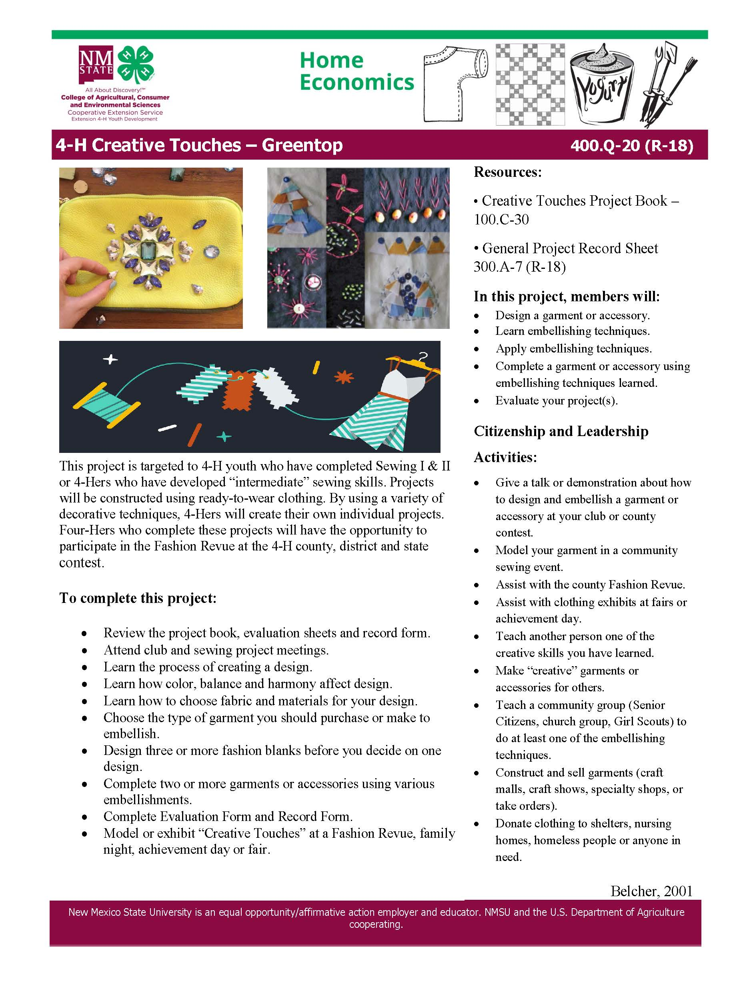 NM
STATE
H H
H H
All About Discovery!™
College of Agricultural, Consumer
and Environmental Sciences
Cooperative Extension Service
Extension 4-H Youth Development
Home
Economics
Yogurt
4-H Creative Touches – Greentop
400.Q-20 (R-18)
This project is targeted to 4-H youth who have completed Sewing I & II
or 4-Hers who have developed “intermediate” sewing skills. Projects
will be constructed using ready-to-wear clothing. By using a variety of
decorative techniques, 4-Hers will create their own individual projects.
Four-Hers who complete these projects will have the opportunity to
participate in the Fashion Revue at the 4-H county, district and state
contest.
To complete this project:
• Review the project book, evaluation sheets and record form.
• Attend club and sewing project meetings.
• Learn the process of creating a design.
• Learn how color, balance and harmony affect design.
• Learn how to choose fabric and materials for your design.
• Choose the type of garment you should purchase or make to
embellish.
• Design three or more fashion blanks before you decide on one
design.
• Complete two or more garments or accessories using various
embellishments.
• Complete Evaluation Form and Record Form.
• Model or exhibit “Creative Touches” at a Fashion Revue, family
night, achievement day or fair.
Resources:
• Creative Touches Project Book –
100.C-30
• General Project Record Sheet
300.A-7 (R-18)
In this project, members will:
• Design a garment or accessory.
• Learn embellishing techniques.
• Apply embellishing techniques.
• Complete a garment or accessory using
embellishing techniques learned.
• Evaluate your project(s).
Citizenship and Leadership
Activities:
• Give a talk or demonstration about how
to design and embellish a garment or
accessory at your club or county
contest.
• Model your garment in a community
sewing event.
• Assist with the county Fashion Revue.
• Assist with clothing exhibits at fairs or
achievement day.
• Teach another person one of the
creative skills you have learned.
• Make “creative” garments or
accessories for others.
• Teach a community group (Senior
Citizens, church group, Girl Scouts) to
do at least one of the embellishing
techniques.
• Construct and sell garments (craft
malls, craft shows, specialty shops, or
take orders).
• Donate clothing to shelters, nursing
homes, homeless people or anyone in
need.
Belcher, 2001
New Mexico State University is an equal opportunity/affirmative action employer and educator. NMSU and the U.S. Department of Agriculture
cooperating.